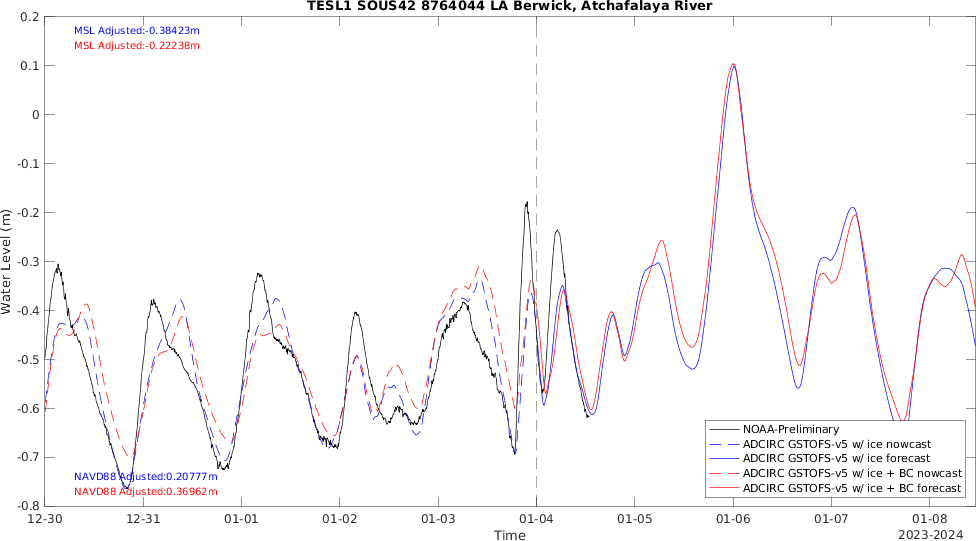 TESL1 SOUS42 8764044 LA Berwick, Atchafalaya River
MSL Adjusted:-0.38423m
MSL Adjusted:-0.22238m
0.2
0.1
0
-0.1
-0.2
-0.3
-0.4
-0.5
-0.6
-0.7
-0.8
Water Level (m)
NOAA-Preliminary
ADCIRC GSTOFS-v5 w/ ice nowcast
ADCIRC GSTOFS-v5 w/ ice forecast
ADCIRC GSTOFS-v5 w/ ice + BC nowcast
ADCIRC GSTOFS-v5 w/ ice + BC forecast
NAVD88 Adjusted:0.20777m
NAVD88 Adjusted:0.36962m
12-30 12-31 01-01 01-02 01-03 01-04 01-05 01-06 01-07 01-08
Time
2023-2024